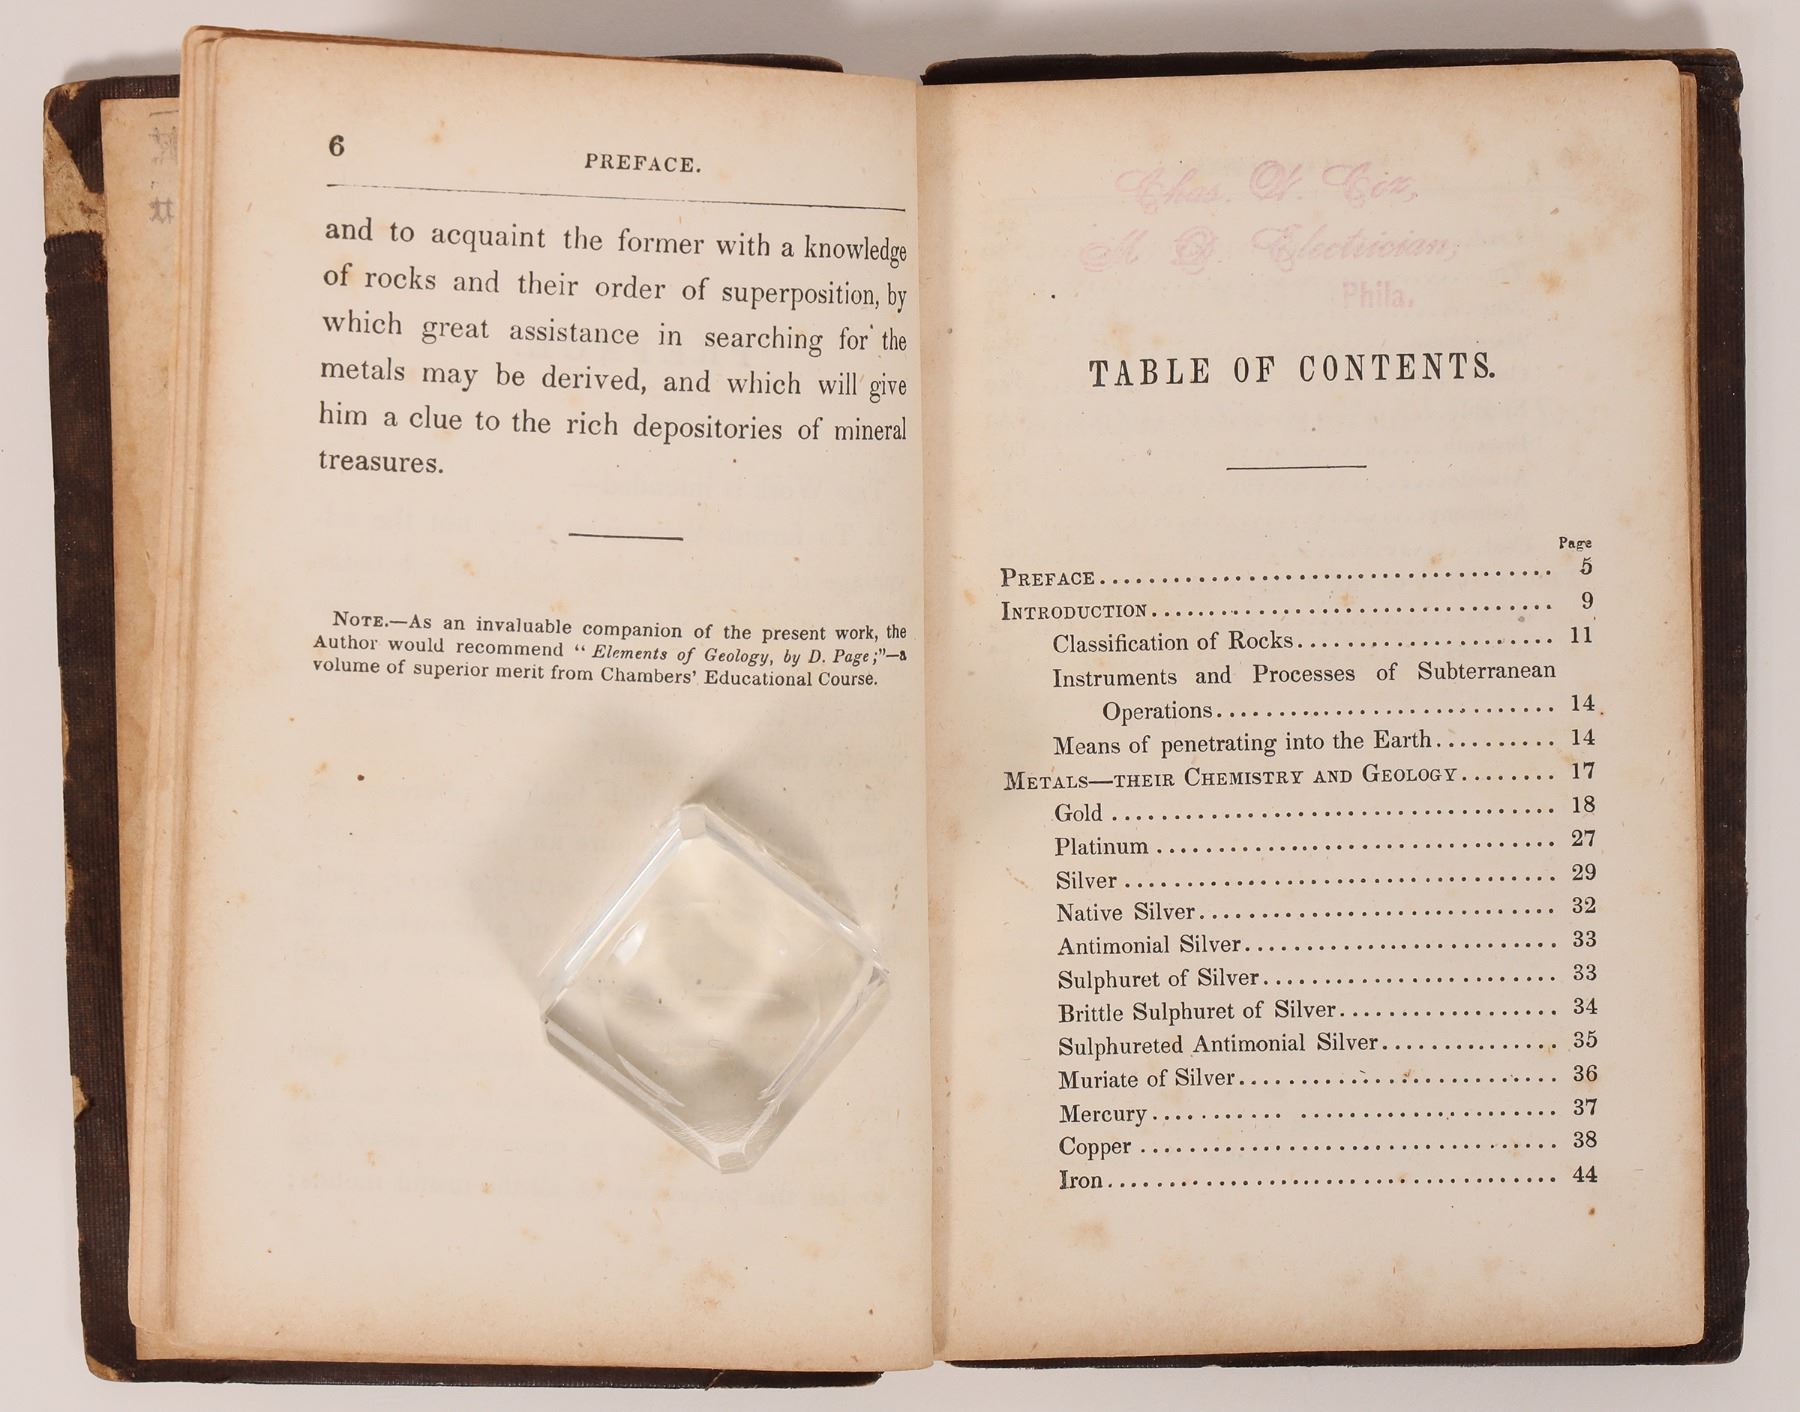 6
PREFACE.
and to acquaint the former with a knowledge
of rocks and their order of superposition, by
which great assistance in searching for the
metals may be derived, and which will give
him a clue to the rich depositories of mineral
treasures.
NOTE.—As an invaluable companion of the present work, the
Author would recommend “Elements of Geology, by D. Page;”—a
volume of superior merit from Chambers’ Educational Course.
Chas.
Electrician,
Phila.
TABLE OF CONTENTS.
Page
PREFACE........................................ 5
INTRODUCTION................................... 9
Classification of Rocks........................ 11
Instruments and Processes of Subterranean
Operations............................ 14
Means of penetrating into the Earth.......... 14
METALS—THEIR CHEMISTRY AND GEOLOGY........ 17
Gold .................................... 18
Platinum ................................. 27
Silver ................................... 29
Native Silver.............................. 32
Antimonial Silver.......................... 33
Sulphuret of Silver........................ 33
Brittle Sulphuret of Silver.................. 34
Sulphureted Antimonial Silver............... 35
Muriate of Silver.......................... 36
Mercury........... ..................... 37
Copper .................................. 38
Iron..................................... 44